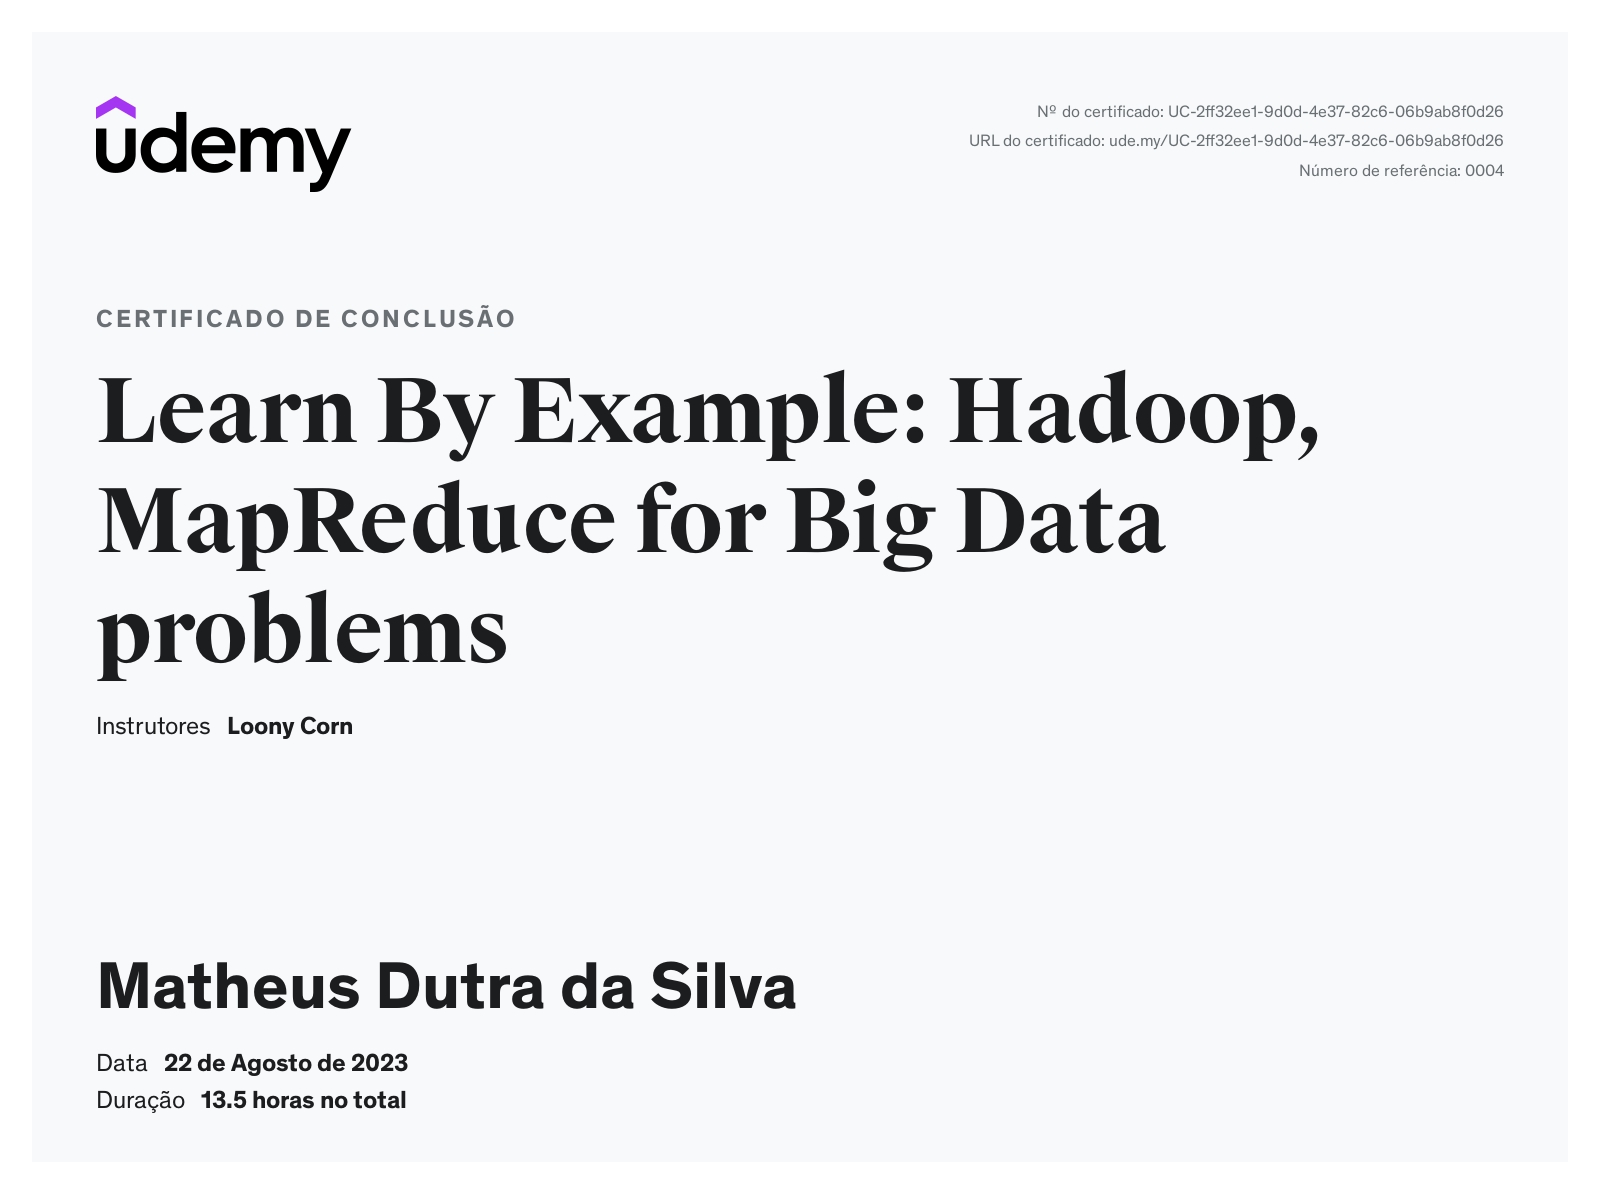 udemy
Nº do certificado: UC-2ff32ee1-9d0d-4e37-82c6-06b9ab8f0d26
URL do certificado: ude.my/UC-2ff32ee1-9d0d-4e37-82c6-06b9ab8f0d26
Número de referência: 0004
CERTIFICADO DE CONCLUSÃO
Learn By Example: Hadoop,
MapReduce for Big Data
problems
Instrutores Loony Corn
Matheus Dutra da Silva
Data 22 de Agosto de 2023
Duração 13.5 horas no total